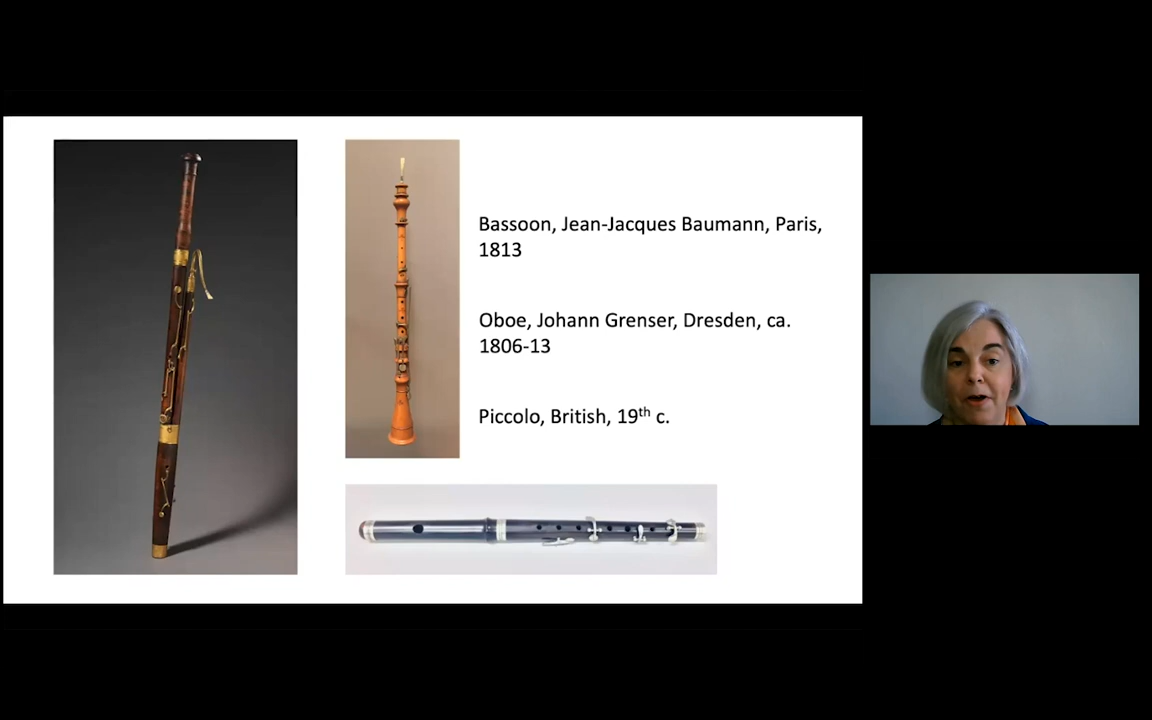 Bassoon, Jean-Jacques Baumann, Paris,
1813
Oboe, Johann Grenser, Dresden, ca.
1806-13
Piccolo, British, 19th c.